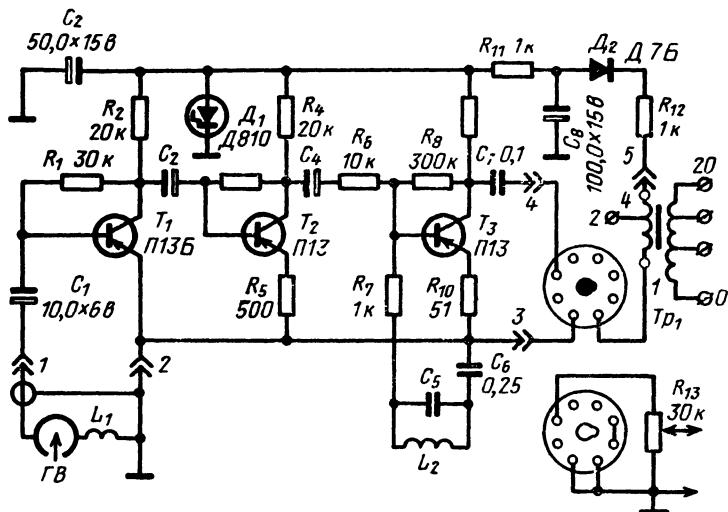 C2
50,0×15в
R11 1к
Д2
Д7Б
R2
20к
Д1
Д810
R4
20к
C8
100,0×15в
R12
1к
R1 30к
C2
C4
R6
10к
R8
300к
C7 0,1
5
20
4
4
2
T1
П13Б
T2
П13
T3
П13
C1
10,0×6в
R5
500
R7
1к
R10
51
1
0
Тр1
3
1
2
C5
C6
0,25
R13
30к
L1
L2
ГВ